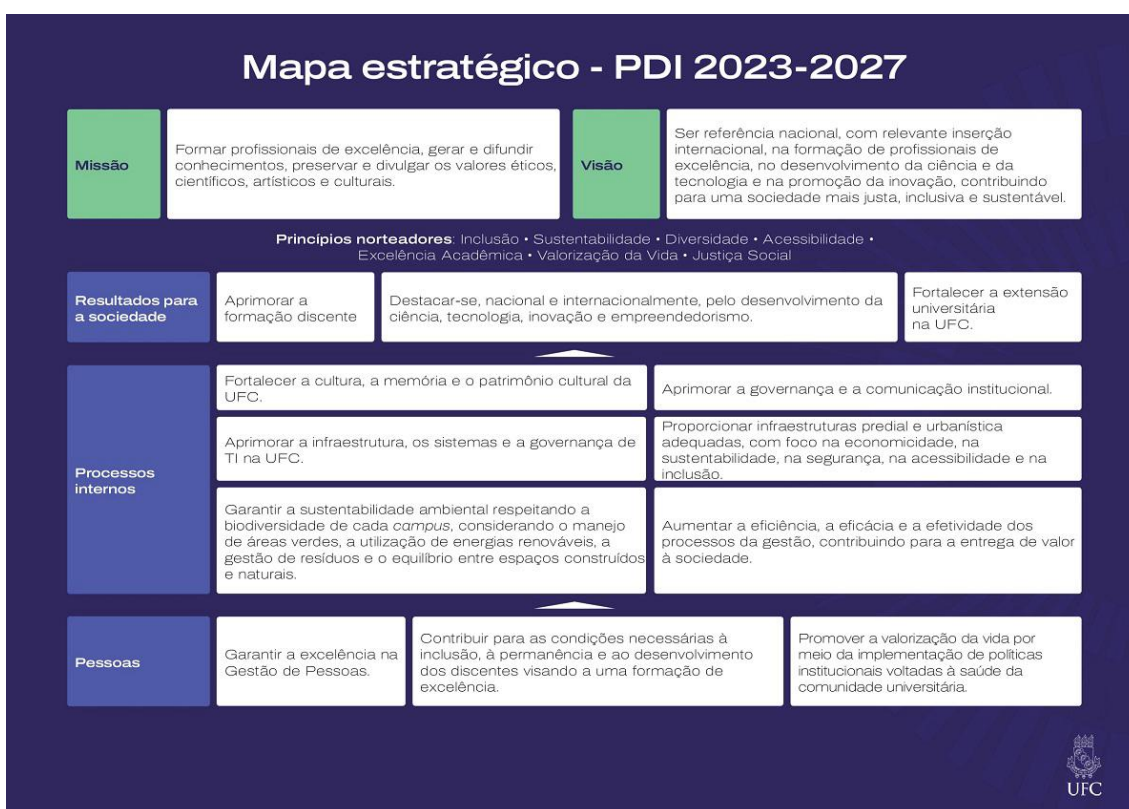 Mapa estratégico - PDI 2023-2027
Missão
Formar profissionais de excelência, gerar e difundir
conhecimentos, preservar e divulgar os valores éticos,
científicos, artísticos e culturais.
Visão
Ser referência nacional, com relevante inserção
internacional, na formação de profissionais de
excelência, no desenvolvimento da ciência e da
tecnologia e na promoção da inovação, contribuindo
para uma sociedade mais justa, inclusiva e sustentável.
Princípios norteadores: Inclusão • Sustentabilidade • Diversidade • Acessibilidade •
Excelência Acadêmica • Valorização da Vida • Justiça Social
Resultados para
a sociedade
Aprimorar a
formação discente
Destacar-se, nacional e internacionalmente, pelo desenvolvimento da
ciência, tecnologia, inovação e empreendedorismo.
Fortalecer a extensão
universitária
na UFC.
Processos
internos
Fortalecer a cultura, a memória e o patrimônio cultural da
UFC.
Aprimorar a governança e a comunicação institucional.
Aprimorar a infraestrutura, os sistemas e a governança de
TI na UFC.
Proporcionar infraestruturas predial e urbanística
adequadas, com foco na economicidade, na
sustentabilidade, na segurança, na acessibilidade e na
inclusão.
Garantir a sustentabilidade ambiental respeitando a
biodiversidade de cada campus, considerando o manejo
de áreas verdes, a utilização de energias renováveis, a
gestão de resíduos e o equilíbrio entre espaços construídos
e naturais.
Aumentar a eficiência, a eficácia e a efetividade dos
processos da gestão, contribuindo para a entrega de valor
à sociedade.
Pessoas
Garantir a excelência na
Gestão de Pessoas.
Contribuir para as condições necessárias à
inclusão, à permanência e ao desenvolvimento
dos discentes visando a uma formação de
excelência.
Promover a valorização da vida por
meio da implementação de políticas
institucionais voltadas à saúde da
comunidade universitária.
UFC